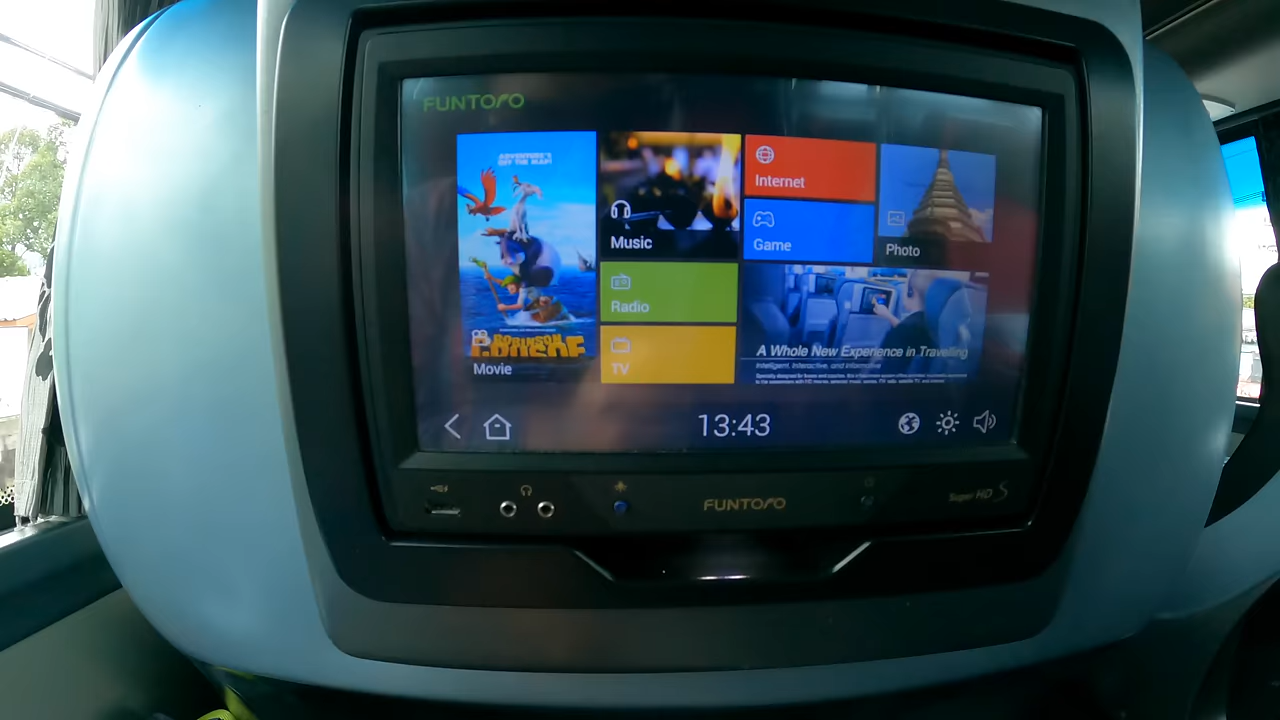 FUNTORO
ADVENTURE'S
OFF THE MAP!
ROBINSON
CRUSOE
Movie
Music
Radio
TV
Internet
Game
Photo
A Whole New Experience in Travelling
Intelligent, Interactive, and Informative
13:43
FUNTORO
Super HD S